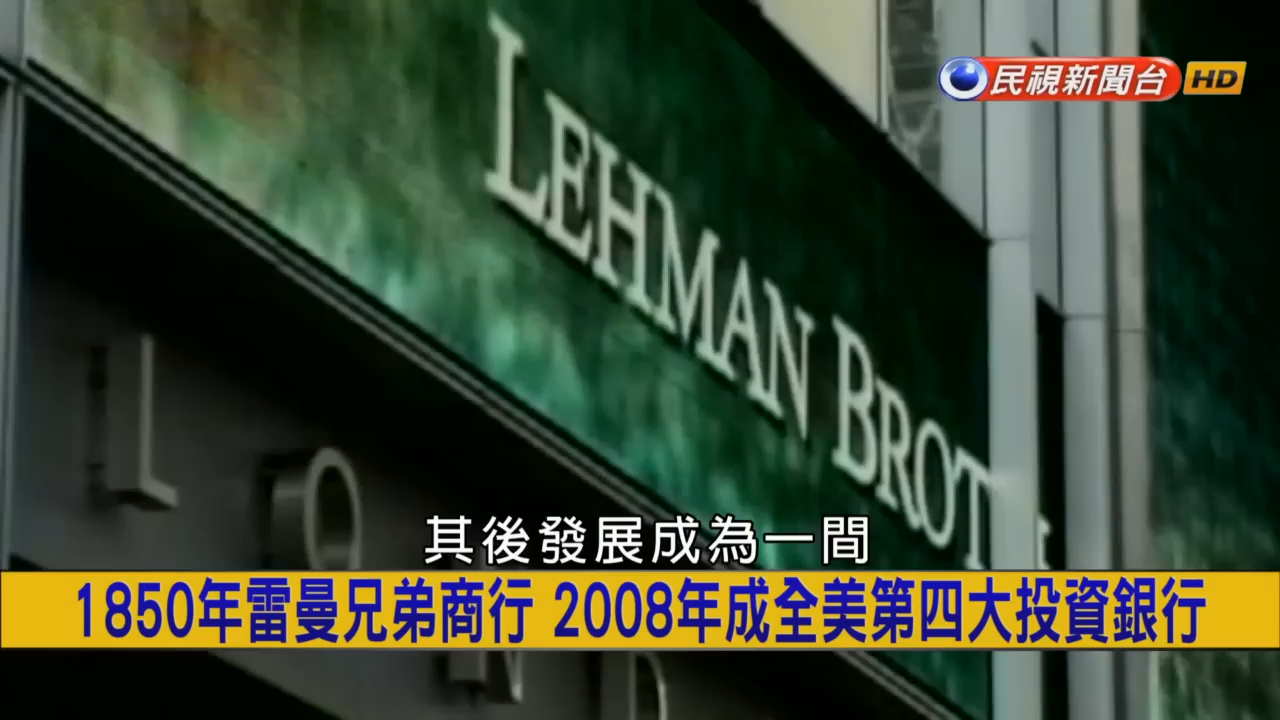 民視新聞台 HD
LEHMAN BROT
LOND
其後發展成為一間
1850年雷曼兄弟商行 2008年成全美第四大投資銀行